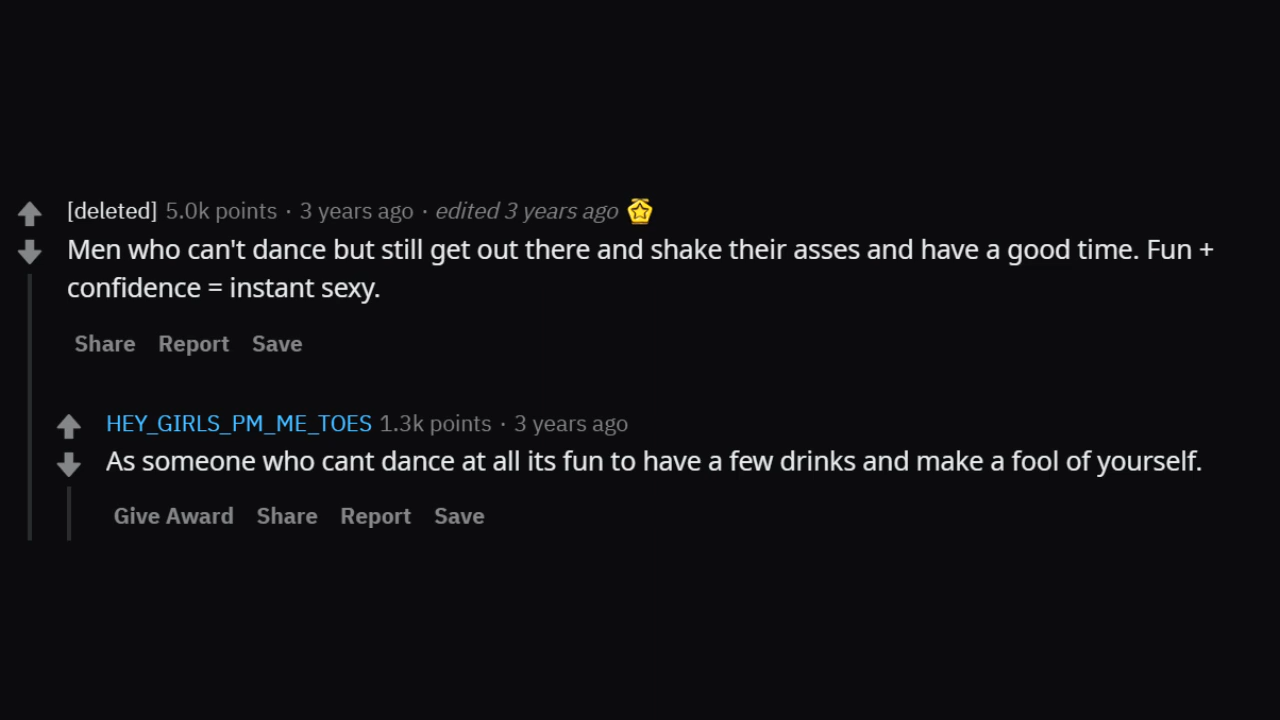 [deleted] 5.0k points · 3 years ago · edited 3 years ago
Men who can't dance but still get out there and shake their asses and have a good time. Fun +
confidence = instant sexy.
Share Report Save
HEY_GIRLS_PM_ME_TOES 1.3k points · 3 years ago
As someone who cant dance at all its fun to have a few drinks and make a fool of yourself.
Give Award Share Report Save